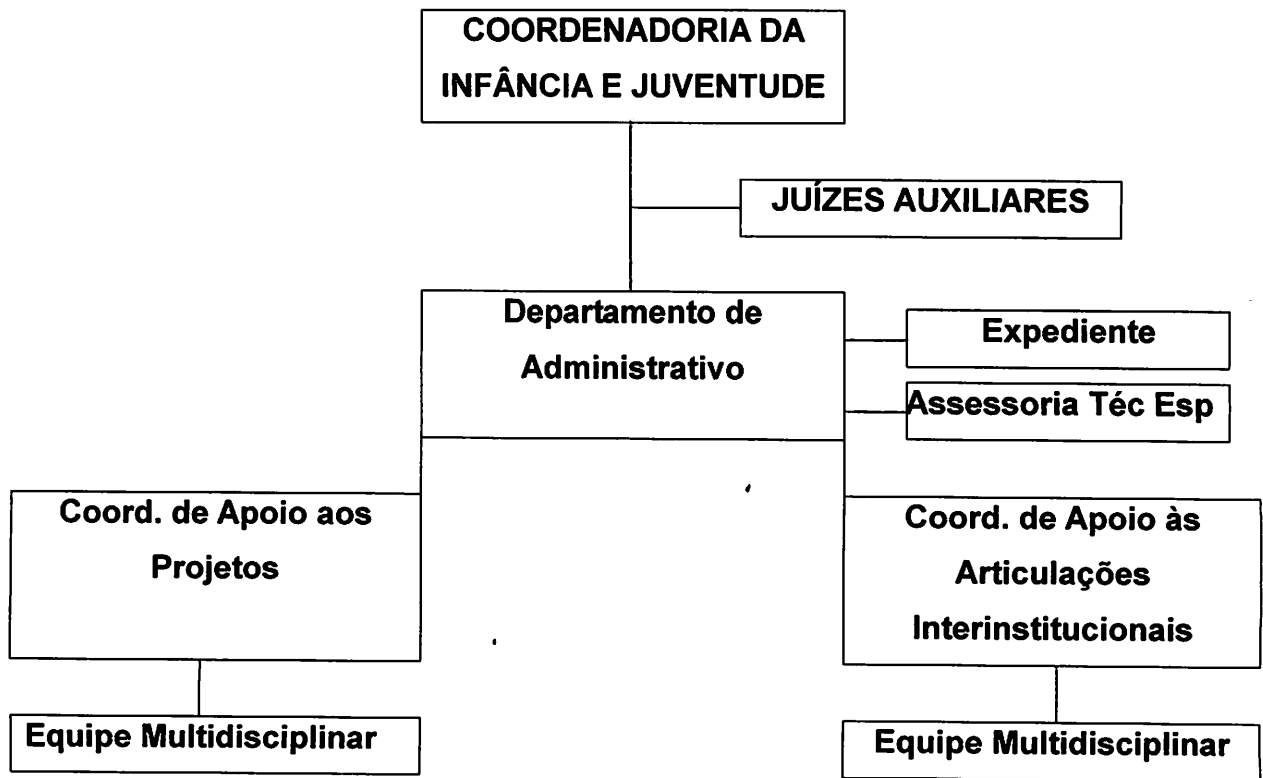 COORDENADORIA DA
INFÂNCIA E JUVENTUDE
JUÍZES AUXILIARES
Departamento de
Administrativo
Expediente
Assessoria Téc Esp
Coord. de Apoio aos
Projetos
Coord. de Apoio às
Articulações
Interinstitucionais
Equipe Multidisciplinar
Equipe Multidisciplinar